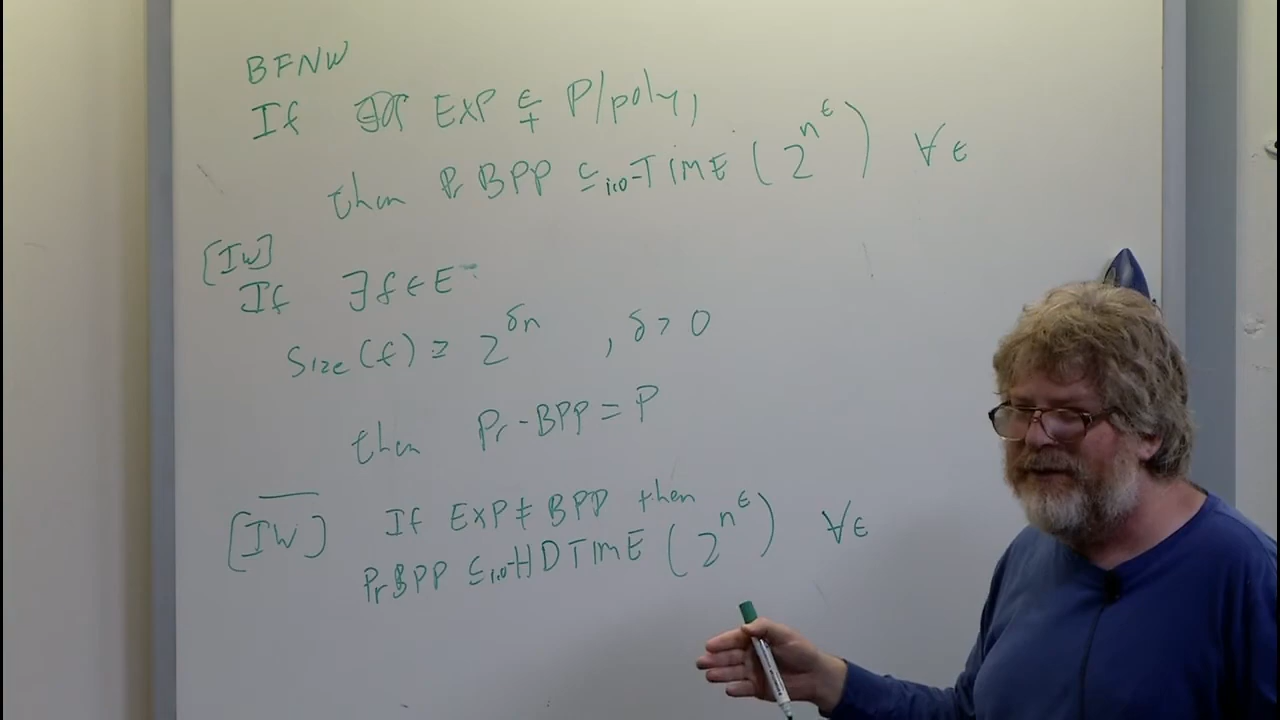 BFNW
If EXP ⊊ P/poly,
then Pr BPP ⊆ i.o-TIME (2^{n^ε}) ∀ε
[IW]
If ∃f∈E
Size(f) ≥ 2^{δn} , δ>0
then Pr-BPP = P
[IW] If EXP≠BPP then
PrBPP ⊆ i.o-HDTIME (2^{n^ε}) ∀ε